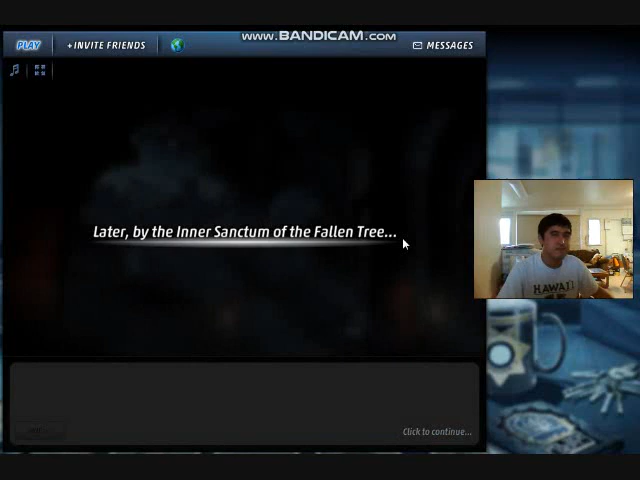 www.BANDICAM.com
PLAY
+INVITE FRIENDS
MESSAGES
Later, by the Inner Sanctum of the Fallen Tree...
HAWAII
Click to continue...